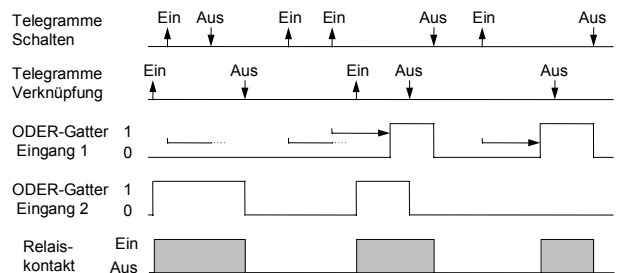 Telegramme Schalten
Ein Aus Ein Ein Aus Ein Aus
Telegramme Verknüpfung
Ein Aus Ein Aus Aus
ODER-Gatter 1
Eingang 1 0
ODER-Gatter 1
Eingang 2 0
Relais-
kontakt
Ein
Aus